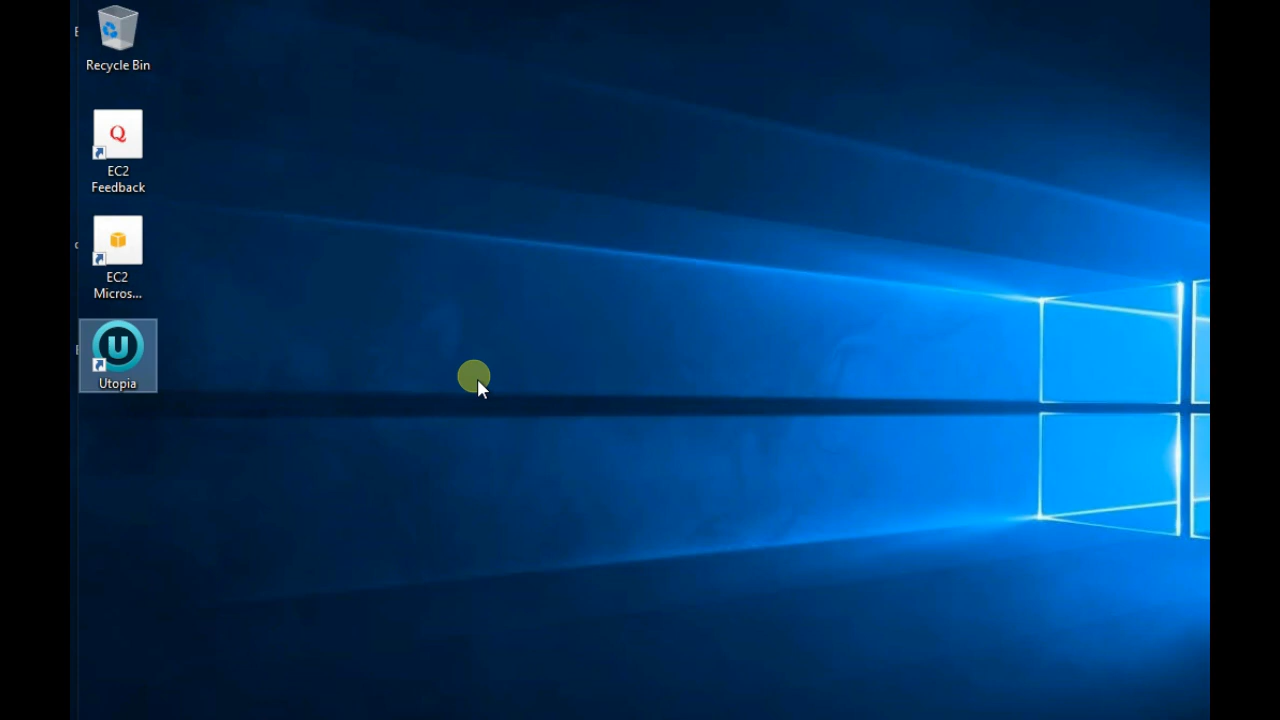 Recycle Bin
Q
EC2
Feedback
EC2
Micros...
U
Utopia